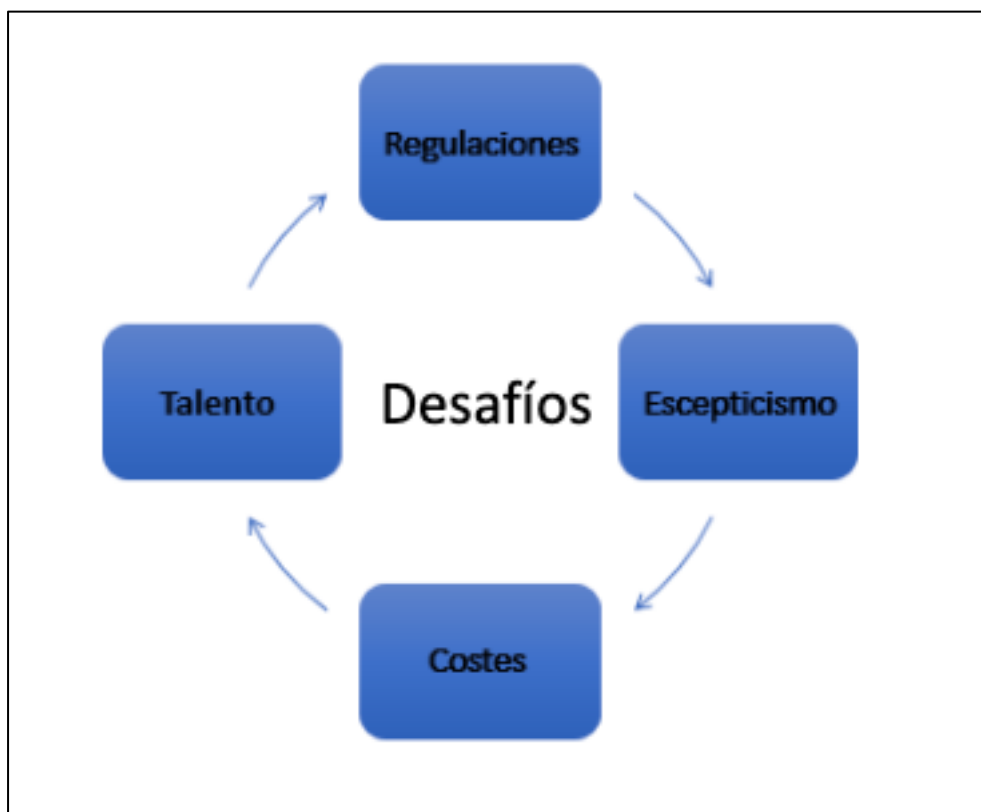 Regulaciones
Talento
Desafíos
Escepticismo
Costes